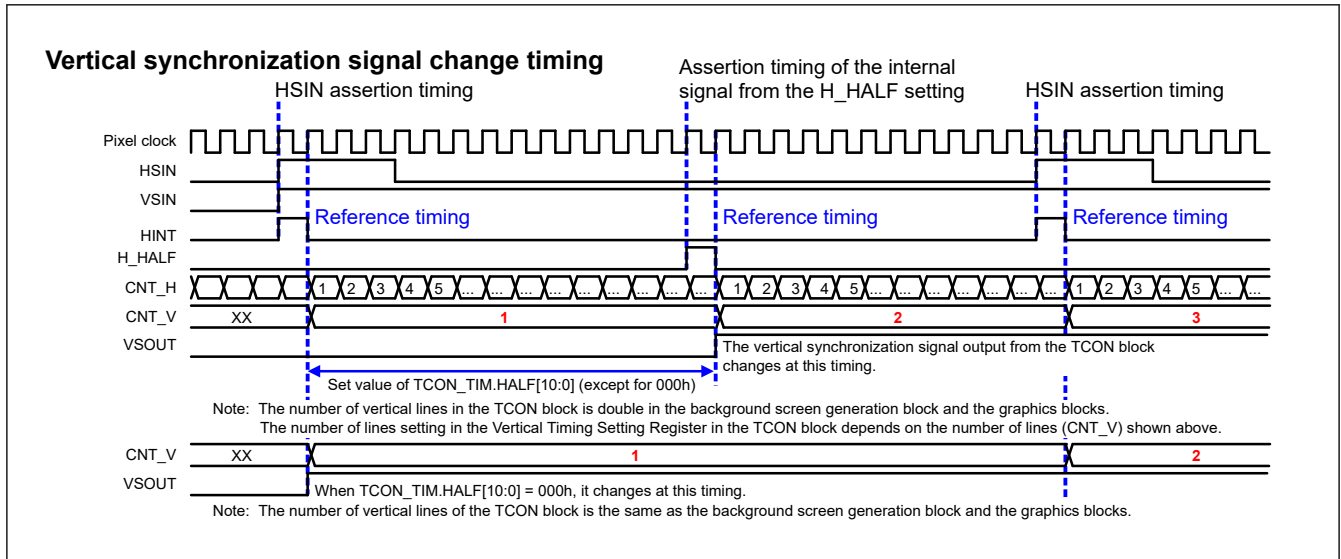 Vertical synchronization signal change timing
HSIN assertion timing
Assertion timing of the internal
signal from the H_HALF setting
HSIN assertion timing
Pixel clock
HSIN
VSIN
Reference timing
Reference timing
Reference timing
HINT
H_HALF
CNT_H
1 2 3 4 5 ... ... ... ... ... ... ... ... ... 1 2 3 4 5 ... ... ... ... ... ... ... 1 2 3 4 5 ... ...
CNT_V
XX
1
2
3
VSOUT
The vertical synchronization signal output from the TCON block
changes at this timing.
Set value of TCON_TIM.HALF[10:0] (except for 000h)
Note: The number of vertical lines in the TCON block is double in the background screen generation block and the graphics blocks.
The number of lines setting in the Vertical Timing Setting Register in the TCON block depends on the number of lines (CNT_V) shown above.
CNT_V
XX
1
2
VSOUT
When TCON_TIM.HALF[10:0] = 000h, it changes at this timing.
Note: The number of vertical lines of the TCON block is the same as the background screen generation block and the graphics blocks.